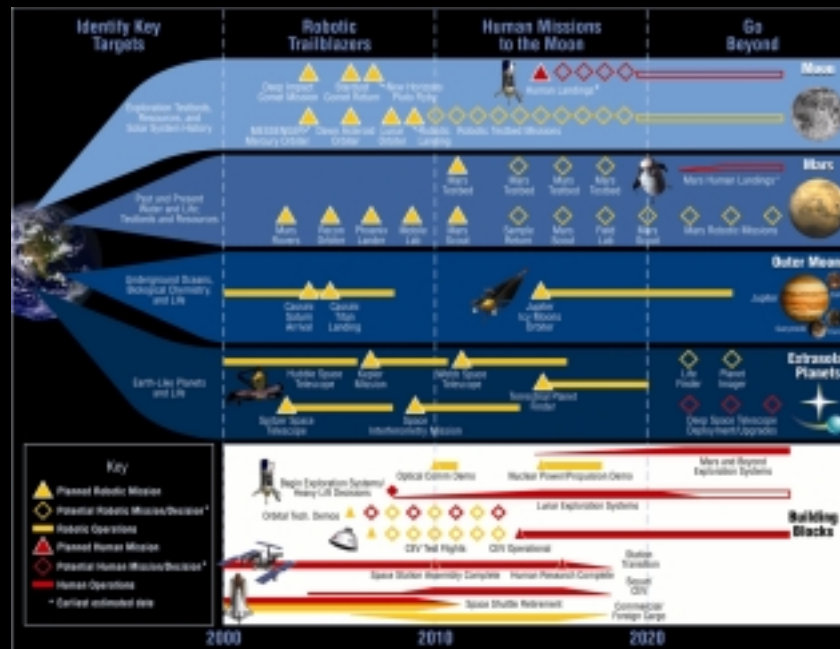 Identify Key
Targets
Robotic
Trailblazers
Human Missions
to the Moon
Go
Beyond
Moon
Exploration Testbeds,
Resources, and
Solar System History
Deep Impact
Comet Mission
Stardust
Comet Return
New Horizons
Pluto Flyby
Human Landings*
MESSENGER
Mercury Orbiter
Deep Asteroid
Orbiter
Lunar
Orbiter
Robotic
Landing
Robotic Testbed Missions
Mars
Past and Present
Water and Life;
Testbeds and Resources
Mars
Testbed
Mars
Testbed
Mars
Testbed
Mars
Testbed
Mars Human Landings*
Mars
Rovers
Recon
Orbiter
Phoenix
Lander
Mobile
Lab
Mars
Scout
Sample
Return
Mars
Scout
Field
Lab
Mars
Scout
Mars Robotic Missions
Outer Moons
Underground Oceans,
Biological Chemistry,
and Life
Cassini
Saturn
Arrival
Cassini
Titan
Landing
Jupiter
Icy Moons
Orbiter
Jupiter
Extrasolar
Planets
Earth-Like Planets
and Life
Hubble Space
Telescope
Kepler
Mission
Webb Space
Telescope
Life
Finder
Planet
Imager
Spitzer Space
Telescope
Space
Interferometry Mission
Terrestrial Planet
Finder
Deep Space Telescope
Deployment/Upgrades
Key
Planned Robotic Mission
Potential Robotic Mission/Decision*
Robotic Operations
Planned Human Mission
Potential Human Mission/Decision*
Human Operations
* Earliest estimated date
Building
Blocks
Mars and Beyond
Exploration Systems
Optical Comm Demo
Nuclear Power/Propulsion Demo
Begin Exploration Systems/
Heavy Lift Decisions
Lunar Exploration Systems
Orbital Tech. Demos
CEV Test Flights
CEV Operational
Station
Transition
Space Station Assembly Complete
Human Research Complete
CEV
Space Shuttle Retirement
Commercial
Foreign Cargo
2000
2010
2020